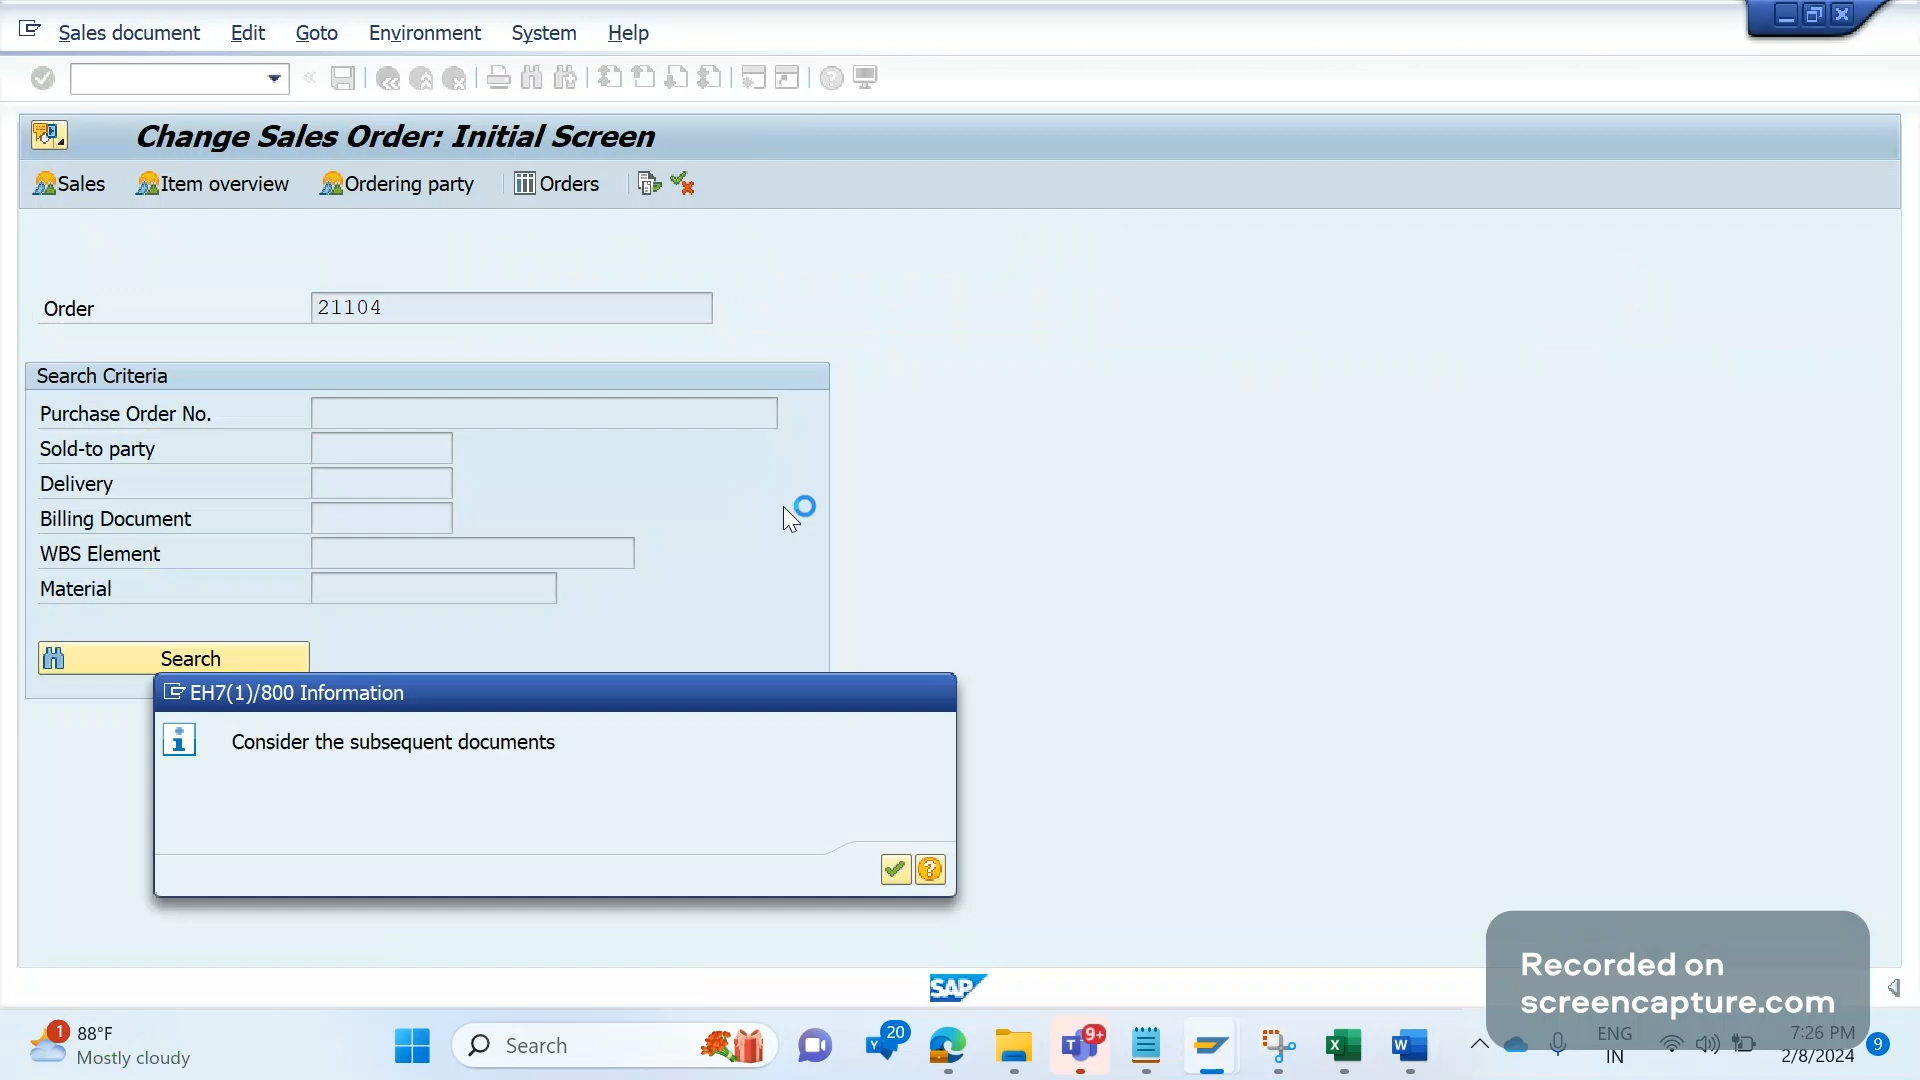 Sales document Edit Goto Environment System Help
Change Sales Order: Initial Screen
Sales Item overview Ordering party Orders
Order 21104
Search Criteria
Purchase Order No.
Sold-to party
Delivery
Billing Document
WBS Element
Material
Search
EH7(1)/800 Information
Consider the subsequent documents
SAP
Recorded on
screencapture.com
1 88°F
Mostly cloudy
Search
20
9+
ENG
IN
7:26 PM
2/8/2024
9